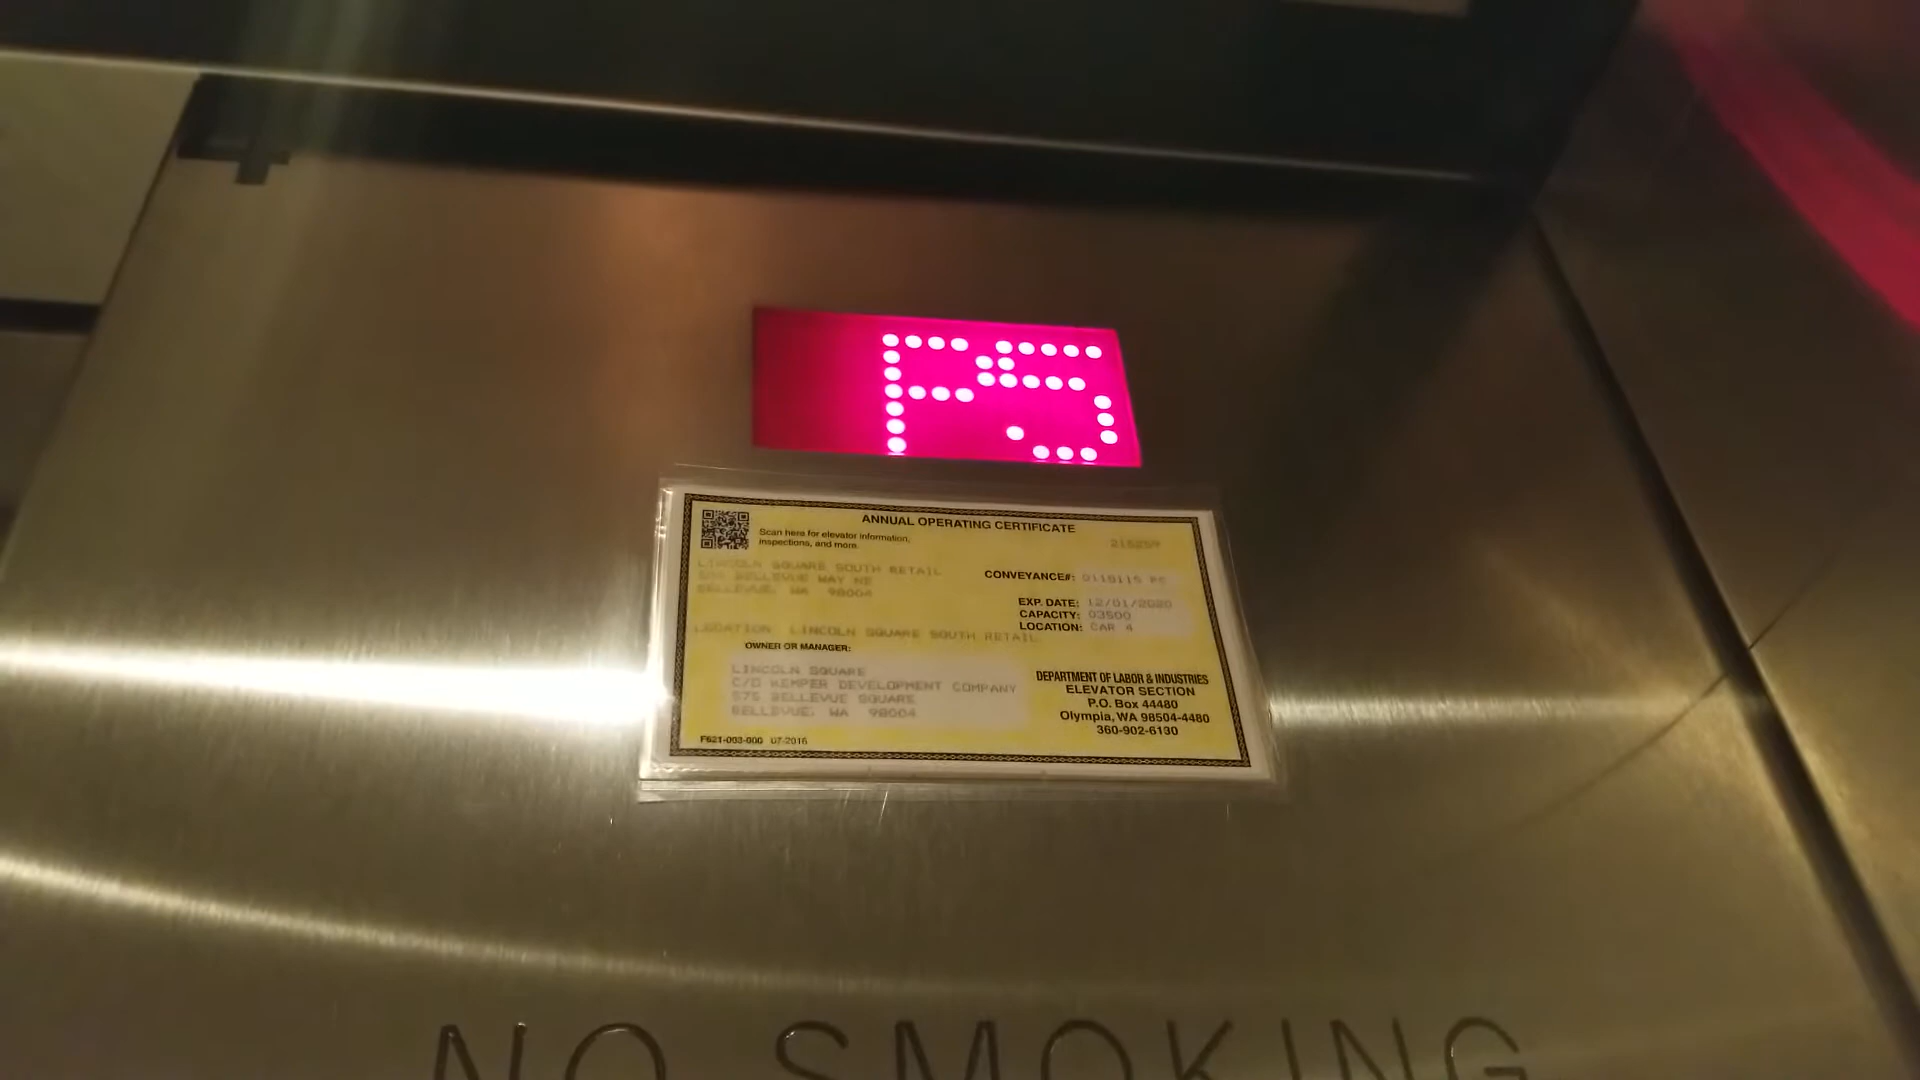 P5
ANNUAL OPERATING CERTIFICATE
Scan here for elevator information,
inspections, and more.
LINCOLN SQUARE SOUTH RETAIL
BELLEVUE WAY NE
BELLEVUE, WA 98004
CONVEYANCE#:
EXP. DATE: 12/01/2020
CAPACITY: 03500
LOCATION: CAR 4
LOCATION LINCOLN SQUARE SOUTH RETAIL
OWNER OR MANAGER:
LINCOLN SQUARE
C/O KEMPER DEVELOPMENT COMPANY
575 BELLEVUE SQUARE
BELLEVUE, WA 98004
DEPARTMENT OF LABOR & INDUSTRIES
ELEVATOR SECTION
P.O. Box 44480
Olympia, WA 98504-4480
360-902-6130
F621-003-000 07-2016
NO SMOKING